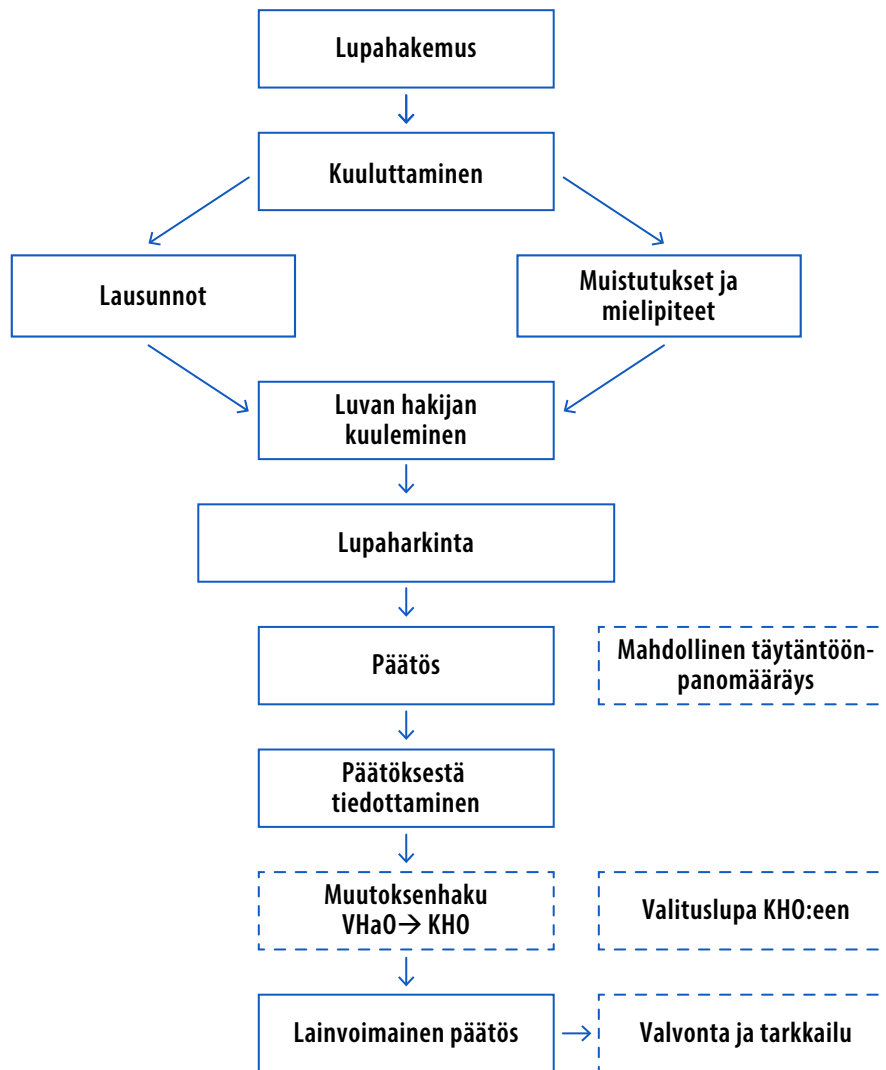 Lupahakemus
Kuuluttaminen
Lausunnot
Muistutukset ja
mielipiteet
Luvan hakijan
kuuleminen
Lupaharkinta
Päätös
Mahdollinen täytäntöön-
panomääräys
Päätöksestä
tiedottaminen
Muutoksenhaku
VHaO→ KHO
Valituslupa KHO:een
Lainvoimainen päätös
Valvonta ja tarkkailu